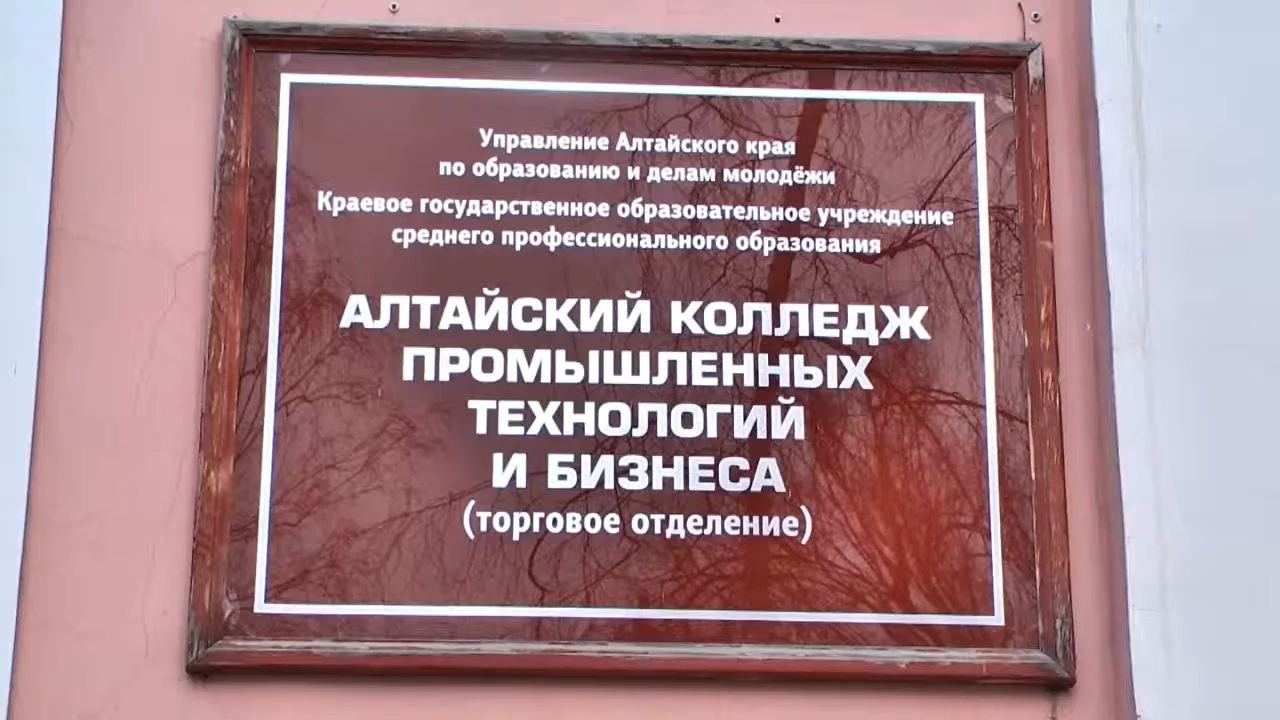 Управление Алтайского края
по образованию и делам молодёжи
Краевое государственное образовательное учреждение
среднего профессионального образования
АЛТАЙСКИЙ КОЛЛЕДЖ
ПРОМЫШЛЕННЫХ
ТЕХНОЛОГИЙ
И БИЗНЕСА
(торговое отделение)